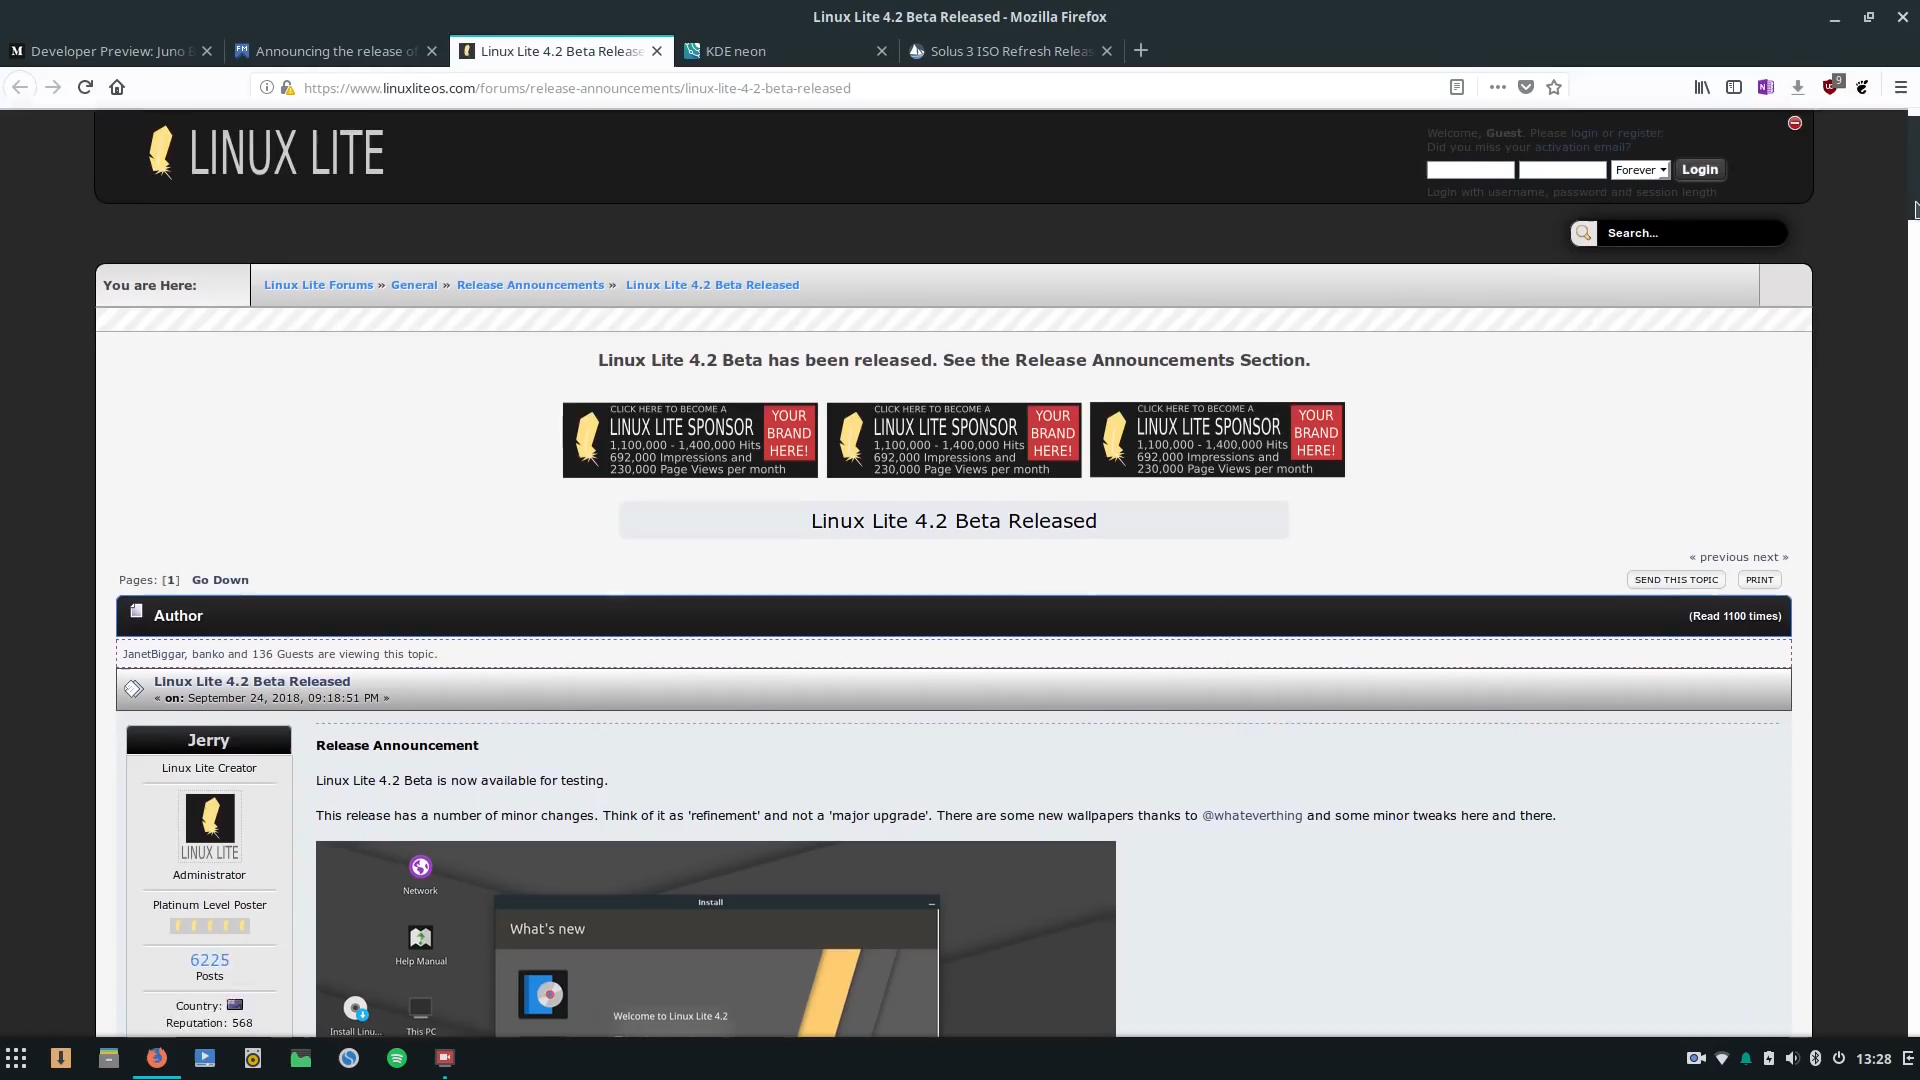 Linux Lite 4.2 Beta Released - Mozilla Firefox
Developer Preview: Juno B
Announcing the release of
Linux Lite 4.2 Beta Release
KDE neon
Solus 3 ISO Refresh Releas
https://www.linuxliteos.com/forums/release-announcements/linux-lite-4-2-beta-released
9
LINUX LITE
Welcome, Guest. Please login or register.
Did you miss your activation email?
Forever
Login
Login with username, password and session length
Search...
You are Here:
Linux Lite Forums » General » Release Announcements » Linux Lite 4.2 Beta Released
Linux Lite 4.2 Beta has been released. See the Release Announcements Section.
CLICK HERE TO BECOME A
LINUX LITE SPONSOR
1,100,000 - 1,400,000 Hits
692,000 Impressions and
230,000 Page Views per month
YOUR
BRAND
HERE!
CLICK HERE TO BECOME A
LINUX LITE SPONSOR
1,100,000 - 1,400,000 Hits
692,000 Impressions and
230,000 Page Views per month
YOUR
BRAND
HERE!
CLICK HERE TO BECOME A
LINUX LITE SPONSOR
1,100,000 - 1,400,000 Hits
692,000 Impressions and
230,000 Page Views per month
YOUR
BRAND
HERE!
Linux Lite 4.2 Beta Released
« previous next »
Pages: [1] Go Down
SEND THIS TOPIC
PRINT
Author
(Read 1100 times)
JanetBiggar, banko and 136 Guests are viewing this topic.
Linux Lite 4.2 Beta Released
« on: September 24, 2018, 09:18:51 PM »
Jerry
Linux Lite Creator
LINUX LITE
Administrator
Platinum Level Poster
6225
Posts
Country:
Reputation: 568
Release Announcement
Linux Lite 4.2 Beta is now available for testing.
This release has a number of minor changes. Think of it as 'refinement' and not a 'major upgrade'. There are some new wallpapers thanks to @whateverthing and some minor tweaks here and there.
Network
Help Manual
Install Linu...
This PC
Install
What's new
Welcome to Linux Lite 4.2
13:28